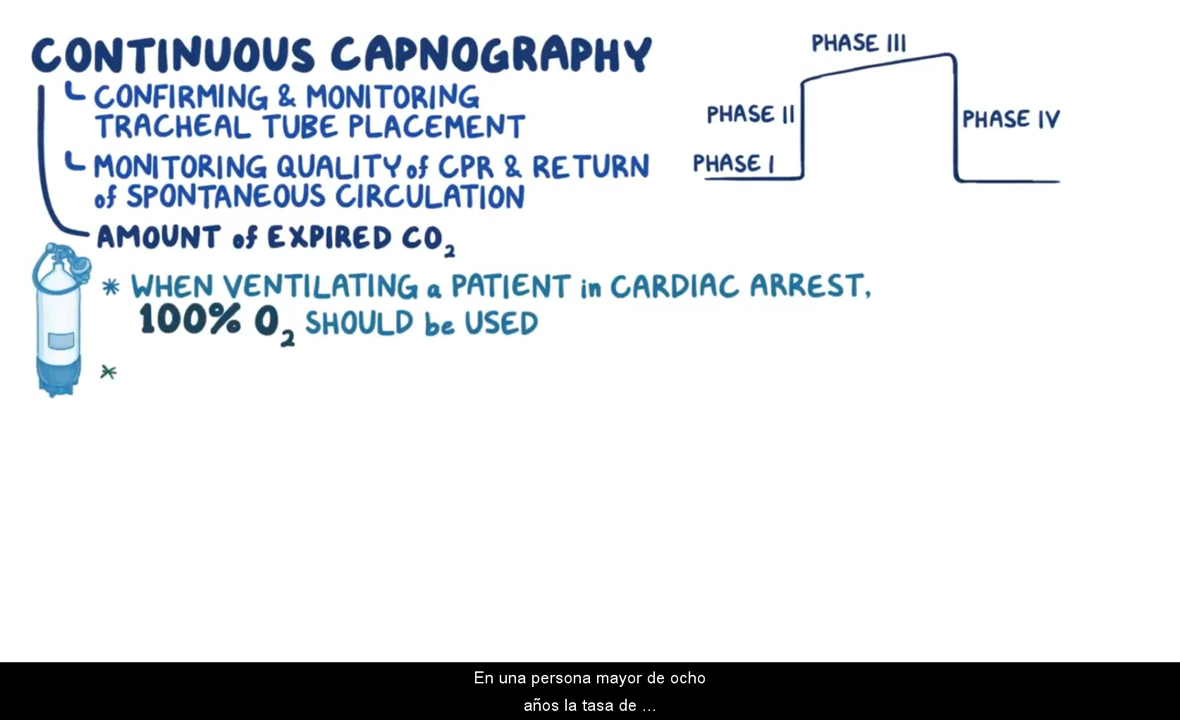 CONTINUOUS CAPNOGRAPHY
CONFIRMING & MONITORING
TRACHEAL TUBE PLACEMENT
MONITORING QUALITY of CPR & RETURN
of SPONTANEOUS CIRCULATION
AMOUNT of EXPIRED CO₂
* WHEN VENTILATING a PATIENT in CARDIAC ARREST,
100% O₂ SHOULD be USED
*
PHASE III
PHASE II
PHASE IV
PHASE I
En una persona mayor de ocho
años la tasa de ...